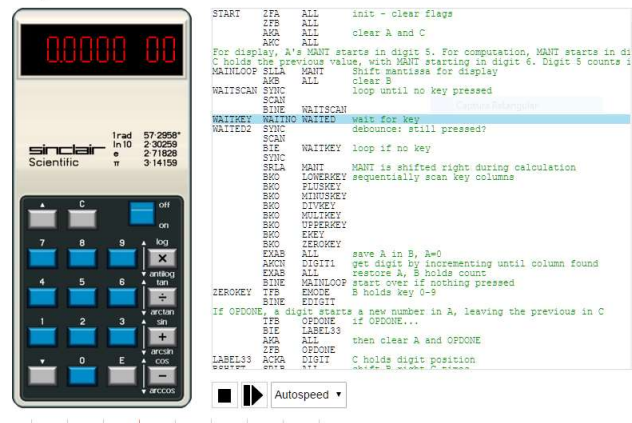 0.0000 00
sinclair
Scientific
1 rad 57·2958°
ln 10 2·30259
e 2·71828
π 3·14159
▲ C off
on
7 8 9 ▲ log
×
▼ antilog
4 5 6 ▲ tan
÷
▼ arctan
1 2 3 ▲ sin
+
▼ arcsin
▼ 0 E ▲ cos
−
▼ arccos
START ZFA ALL init - clear flags
ZFB ALL
AKA ALL clear A and C
AKC ALL
For display, A's MANT starts in digit 5. For computation, MANT starts in di
C holds the previous value, with MANT starting in digit 6. Digit 5 counts i
MAINLOOP SLLA MANT Shift mantissa for display
AKB ALL clear B
WAITSCAN SYNC loop until no key pressed
SCAN
BINE WAITSCAN
WAITKEY WAITNO WAITED wait for key
WAITED2 SYNC debounce: still pressed?
SCAN
BIE WAITKEY loop if no key
SYNC
SRLA MANT MANT is shifted right during calculation
BKO LOWERKEY sequentially scan key columns
BKO PLUSKEY
BKO MINUSKEY
BKO DIVKEY
BKO MULTKEY
BKO UPPERKEY
BKO EKEY
BKO ZEROKEY
EXAB ALL save A in B, A=0
AKCN DIGIT1 get digit by incrementing until column found
EXAB ALL restore A, B holds count
BINE MAINLOOP start over if nothing pressed
ZEROKEY TFB EMODE B holds key 0-9
BINE EDIGIT
If OPDONE, a digit starts a new number in A, leaving the previous in C
TFB OPDONE if OPDONE...
BIE LABEL33
AKA ALL then clear A and OPDONE
ZFB OPDONE
LABEL33 ACKA DIGIT C holds digit position
Autospeed ▼